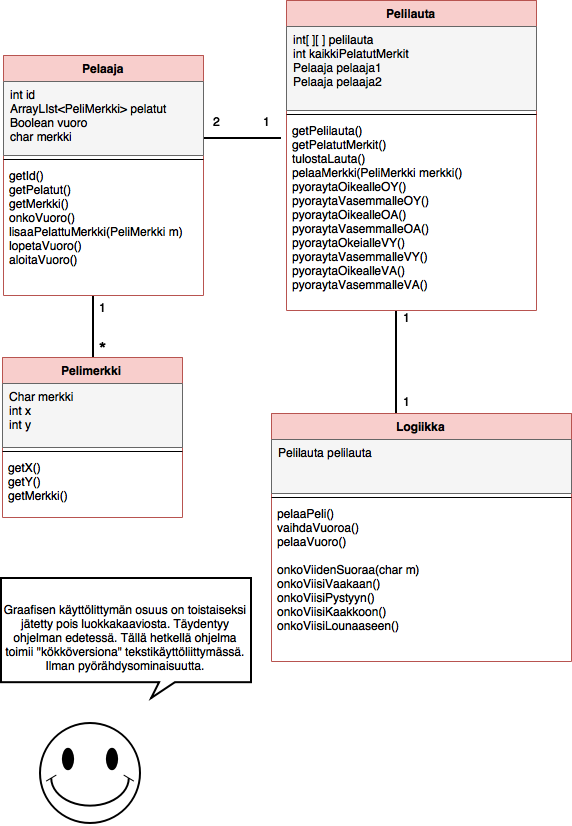 Pelaaja
int id
ArrayLIst<PeliMerkki> pelatut
Boolean vuoro
char merkki
getId()
getPelatut()
getMerkki()
onkoVuoro()
lisaaPelattuMerkki(PeliMerkki m)
lopetaVuoro()
aloitaVuoro()
2
1
Pelilauta
int[ ][ ] pelilauta
int kaikkiPelatutMerkit
Pelaaja pelaaja1
Pelaaja pelaaja2
getPelilauta()
getPelatutMerkit()
tulostaLauta()
pelaaMerkki(PeliMerkki merkki()
pyoraytaOikealleOY()
pyoraytaVasemmalleOY()
pyoraytaOikealleOA()
pyoraytaVasemmalleOA()
pyoraytaOkeialleVY()
pyoraytaVasemmalleVY()
pyoraytaOikealleVA()
pyoraytaVasemmalleVA()
1
*
Pelimerkki
Char merkki
int x
int y
getX()
getY()
getMerkki()
1
1
Logiikka
Pelilauta pelilauta
pelaaPeli()
vaihdaVuoroa()
pelaaVuoro()
onkoViidenSuoraa(char m)
onkoViisiVaakaan()
onkoViisiPystyyn()
onkoViisiKaakkoon()
onkoViisiLounaaseen()
Graafisen käyttölittymän osuus on toistaiseksi
jätetty pois luokkakaaviosta. Täydentyy
ohjelman edetessä. Tällä hetkellä ohjelma
toimii "kökköversiona" tekstikäyttöliittymässä.
Ilman pyörähdysominaisuutta.